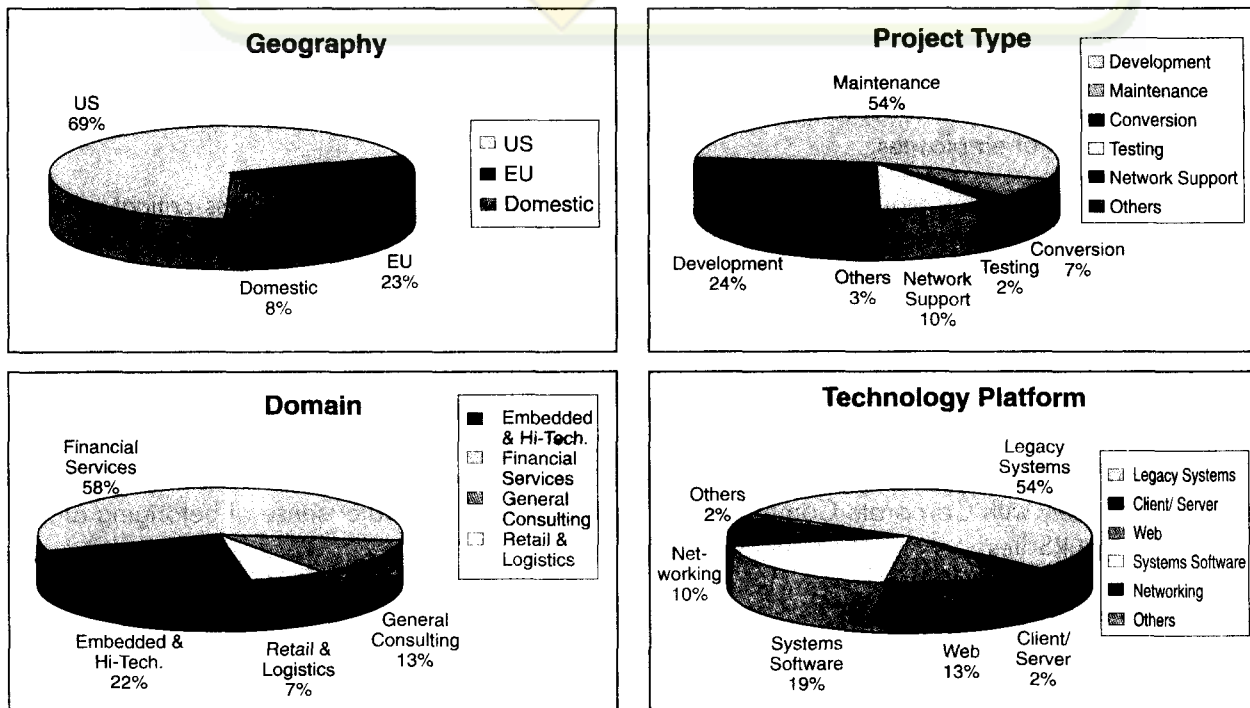 Geography
US
69%
US
EU
Domestic
EU
23%
Domestic
8%
Project Type
Maintenance
54%
Development
Maintenance
Conversion
Testing
Network Support
Others
Development
24%
Others
3%
Network
Support
10%
Testing
2%
Conversion
7%
Domain
Financial
Services
58%
Embedded
& Hi-Tech.
Financial
Services
General
Consulting
Retail &
Logistics
Embedded &
Hi-Tech.
22%
Retail &
Logistics
7%
General
Consulting
13%
Technology Platform
Legacy
Systems
54%
Others
2%
Net-
working
10%
Systems
Software
19%
Web
13%
Client/
Server
2%
Legacy Systems
Client/ Server
Web
Systems Software
Networking
Others